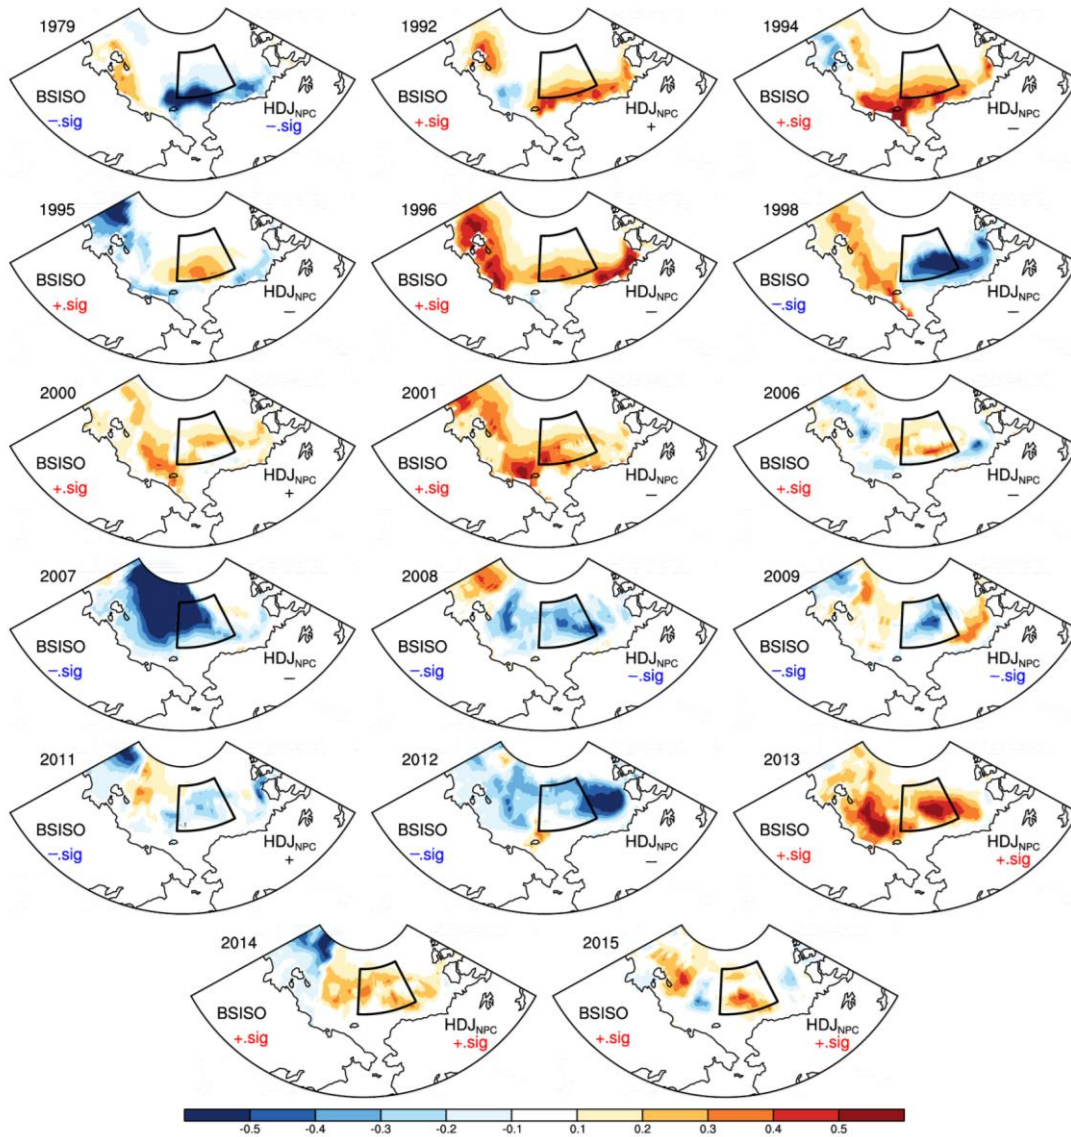 1979
BSISO
–.sig
HDJNPC
–.sig
1992
BSISO
+.sig
HDJNPC
+
1994
BSISO
+.sig
HDJNPC
–
1995
BSISO
+.sig
HDJNPC
–
1996
BSISO
+.sig
HDJNPC
–
1998
BSISO
–.sig
HDJNPC
–
2000
BSISO
+.sig
HDJNPC
+
2001
BSISO
+.sig
HDJNPC
–
2006
BSISO
+.sig
HDJNPC
–
2007
BSISO
–.sig
HDJNPC
–
2008
BSISO
–.sig
HDJNPC
–.sig
2009
BSISO
–.sig
HDJNPC
–.sig
2011
BSISO
–.sig
HDJNPC
+
2012
BSISO
–.sig
HDJNPC
–
2013
BSISO
+.sig
HDJNPC
+.sig
2014
BSISO
+.sig
HDJNPC
+.sig
2015
BSISO
+.sig
HDJNPC
+.sig
-0.5 -0.4 -0.3 -0.2 -0.1 0.1 0.2 0.3 0.4 0.5